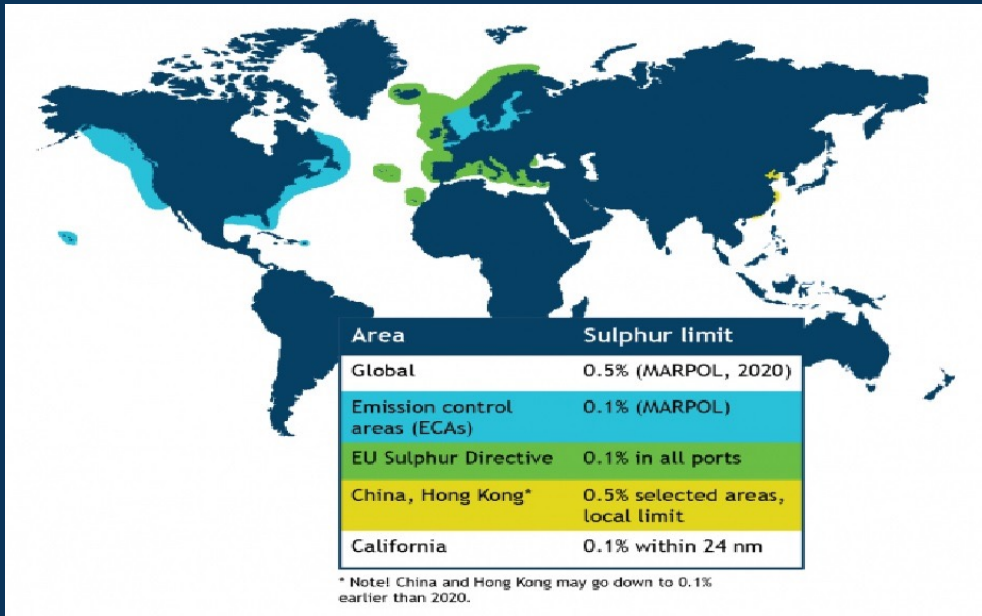 Area Sulphur limit
Global 0.5% (MARPOL, 2020)
Emission control 0.1% (MARPOL)
areas (ECAs)
EU Sulphur Directive 0.1% in all ports
China, Hong Kong* 0.5% selected areas,
local limit
California 0.1% within 24 nm
* Note! China and Hong Kong may go down to 0.1%
earlier than 2020.